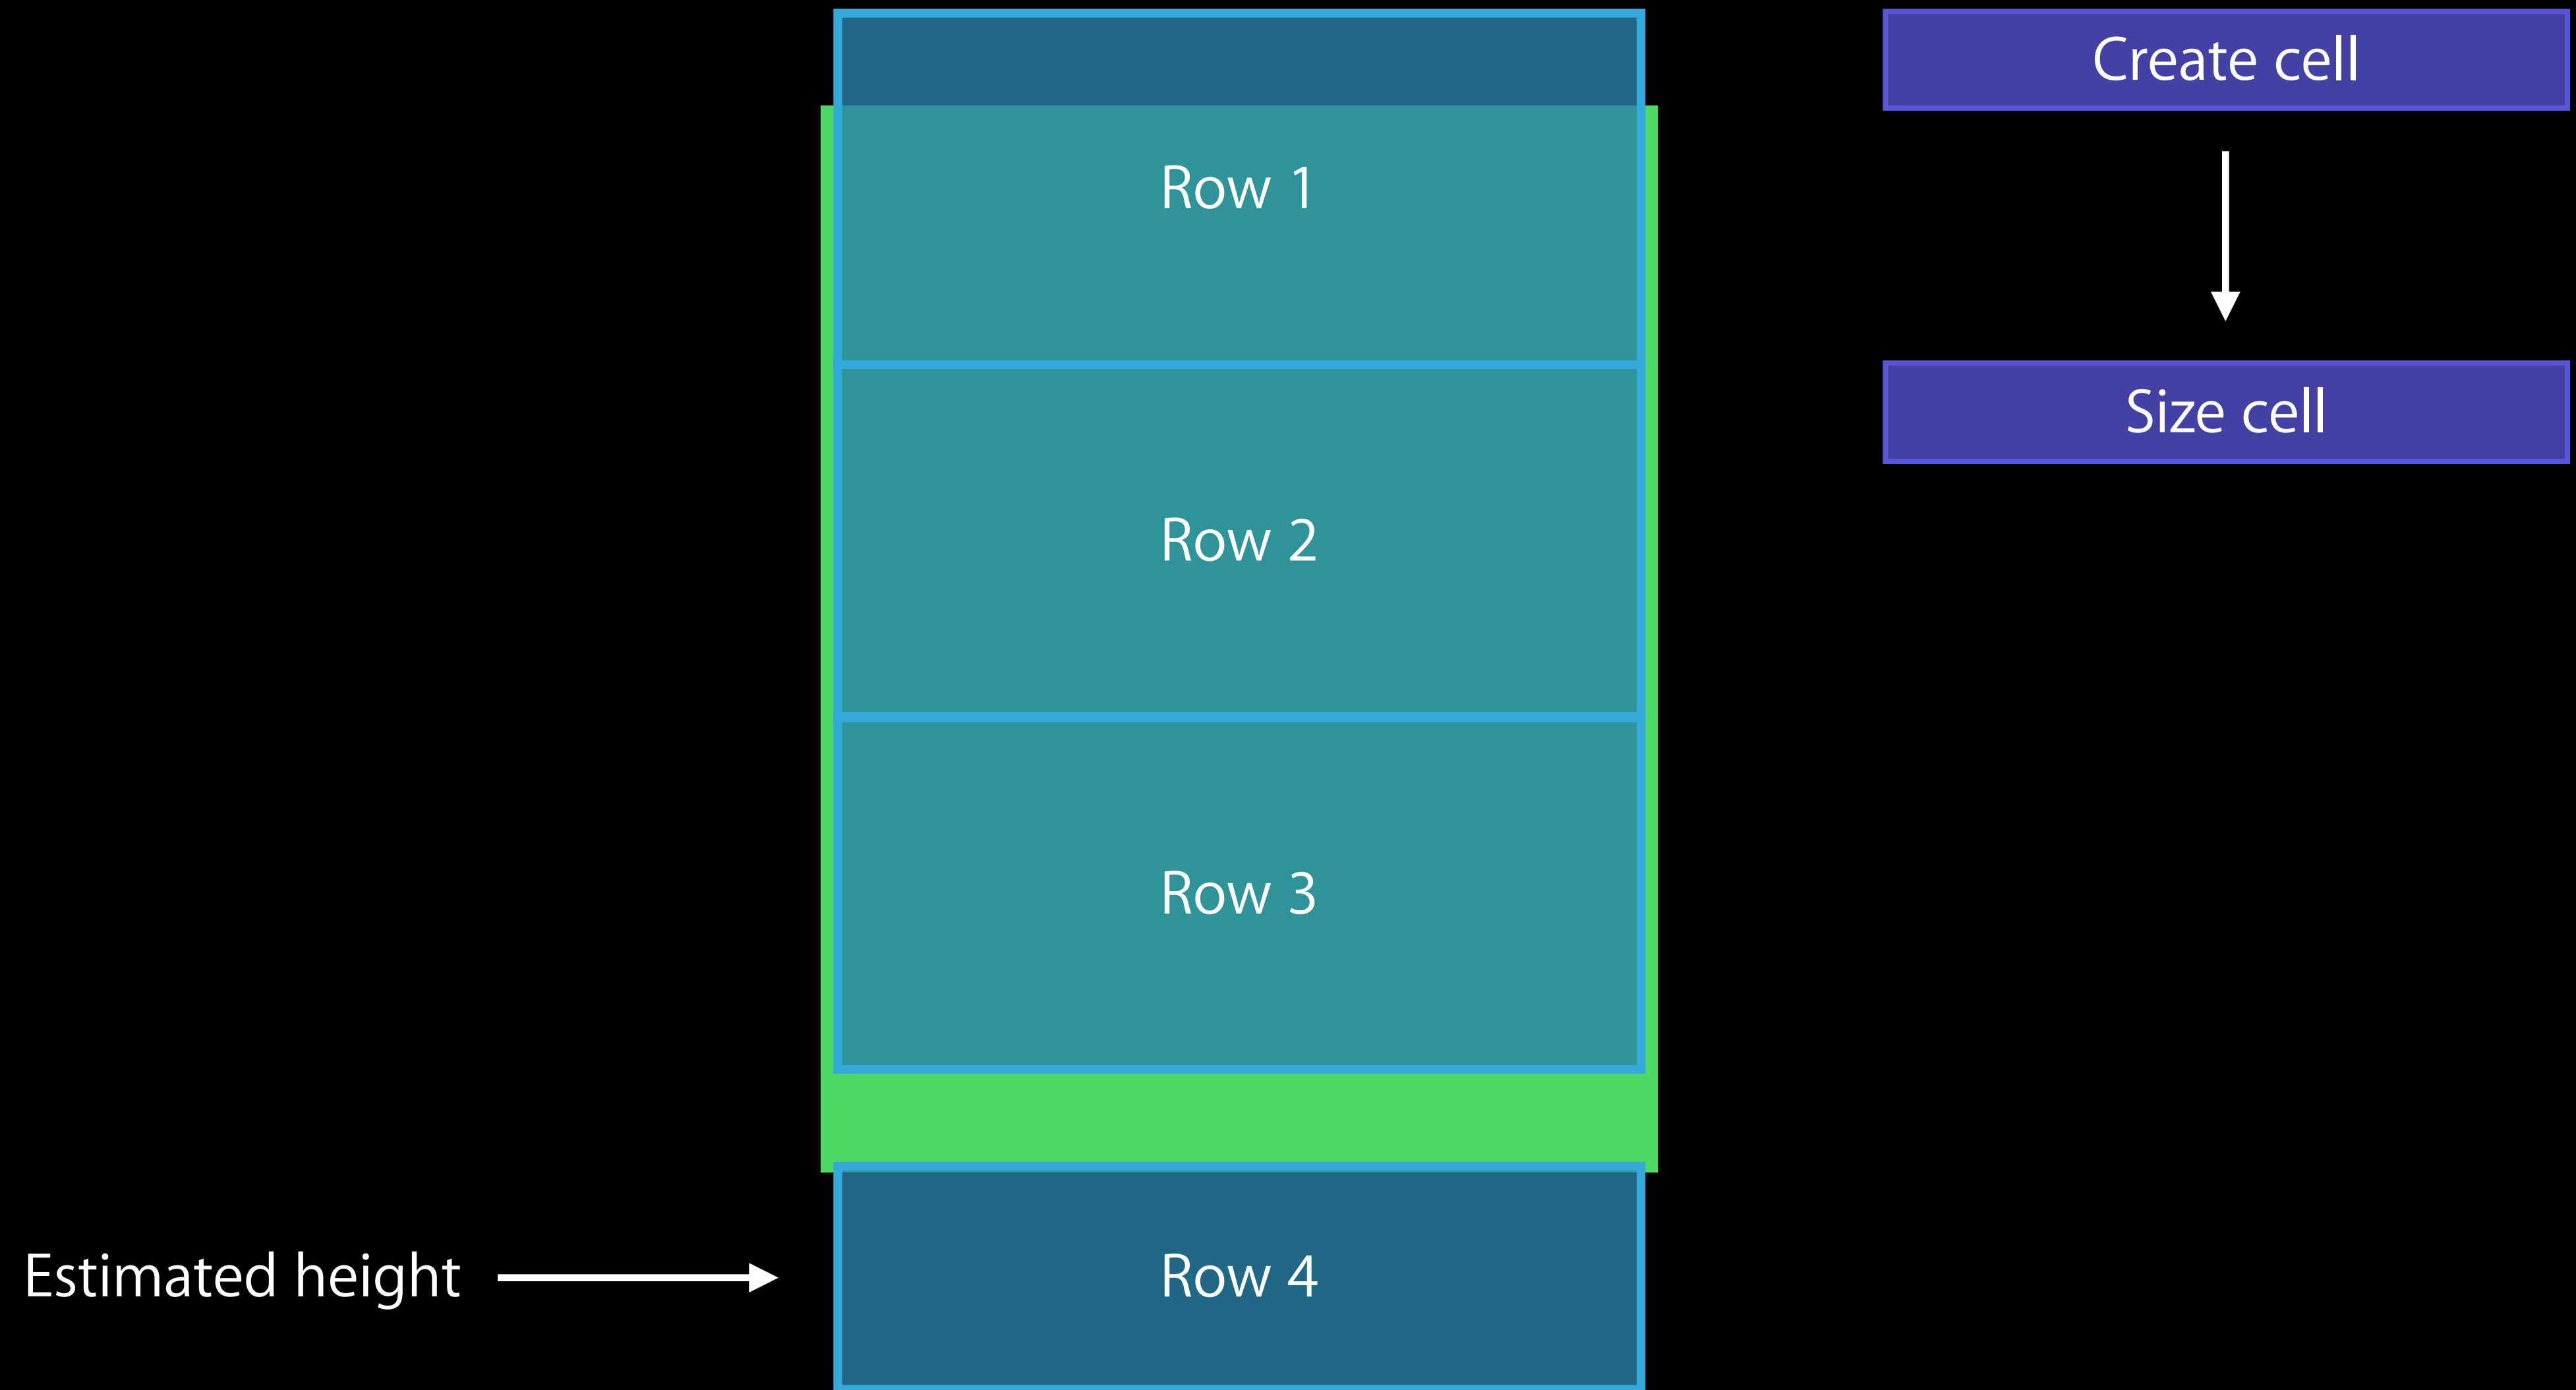 Create cell
Row 1
Size cell
Row 2
Row 3
Estimated height
Row 4